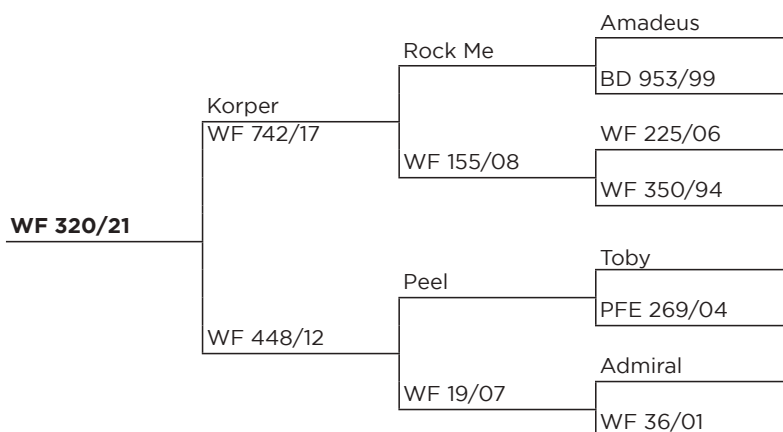 Amadeus
Rock Me
BD 953/99
Korper
WF 742/17
WF 225/06
WF 155/08
WF 350/94
WF 320/21
Toby
Peel
PFE 269/04
WF 448/12
Admiral
WF 19/07
WF 36/01